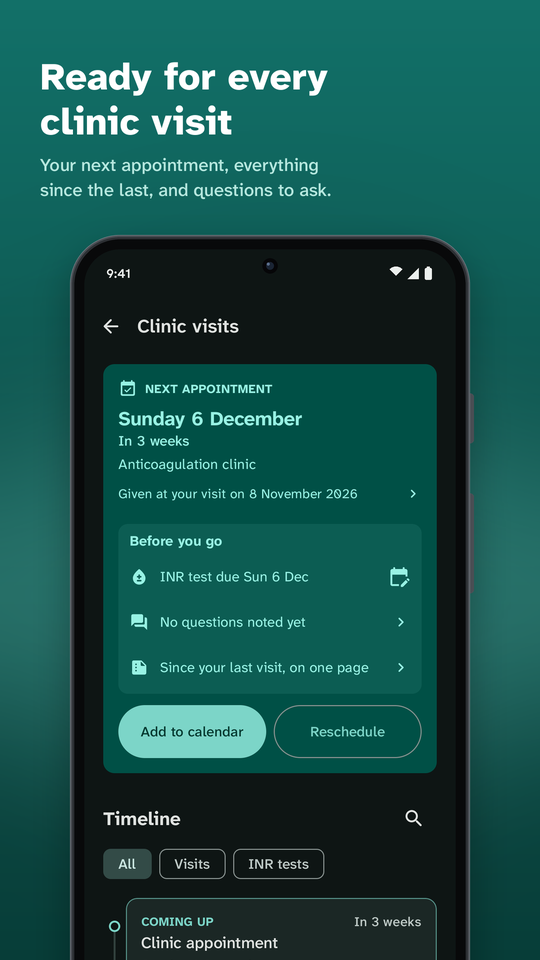 Ready for every
clinic visit
Your next appointment, everything
since the last, and questions to ask.
9:41
Clinic visits
NEXT APPOINTMENT
Sunday 6 December
In 3 weeks
Anticoagulation clinic
Given at your visit on 8 November 2026
Before you go
INR test due Sun 6 Dec
No questions noted yet
Since your last visit, on one page
Add to calendar
Reschedule
Timeline
All
Visits
INR tests
COMING UP
In 3 weeks
Clinic appointment